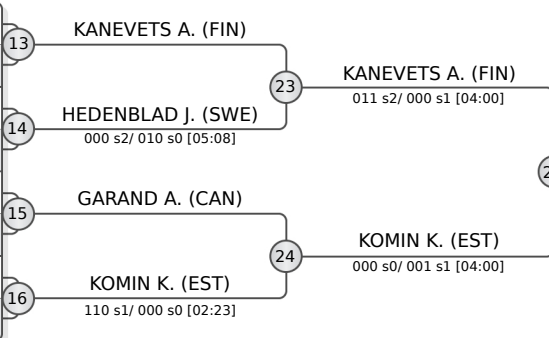 KANEVETS A. (FIN)
13
23
KANEVETS A. (FIN)
011 s2/ 000 s1 [04:00]
HEDENBLAD J. (SWE)
14
000 s2/ 010 s0 [05:08]
GARAND A. (CAN)
15
24
KOMIN K. (EST)
000 s0/ 001 s1 [04:00]
KOMIN K. (EST)
16
110 s1/ 000 s0 [02:23]